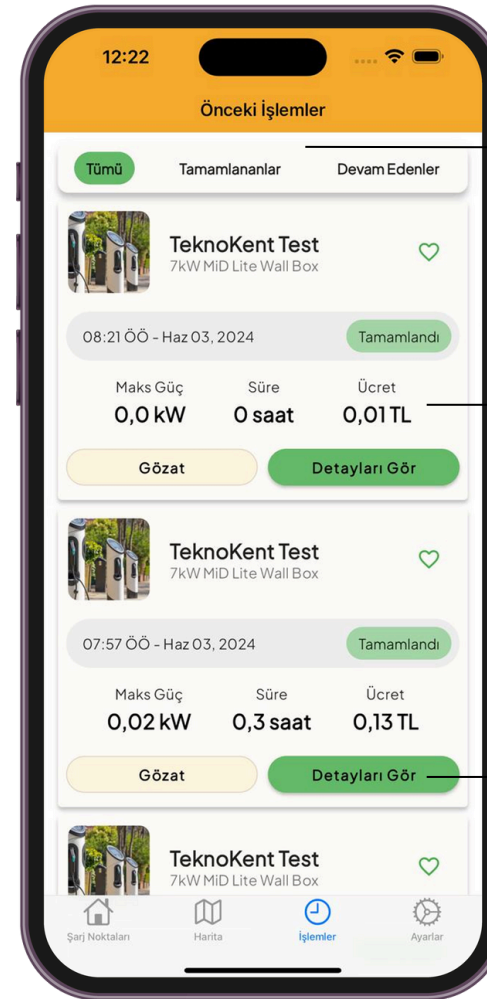 12:22
Önceki İşlemler
Tümü Tamamlananlar Devam Edenler
TeknoKent Test
7kW MiD Lite Wall Box
08:21 ÖÖ - Haz 03, 2024 Tamamlandı
Maks Güç Süre Ücret
0,0 kW 0 saat 0,01 TL
Gözat Detayları Gör
TeknoKent Test
7kW MiD Lite Wall Box
07:57 ÖÖ - Haz 03, 2024 Tamamlandı
Maks Güç Süre Ücret
0,02 kW 0,3 saat 0,13 TL
Gözat Detayları Gör
TeknoKent Test
7kW MiD Lite Wall Box
Şarj Noktaları Harita İşlemler Ayarlar